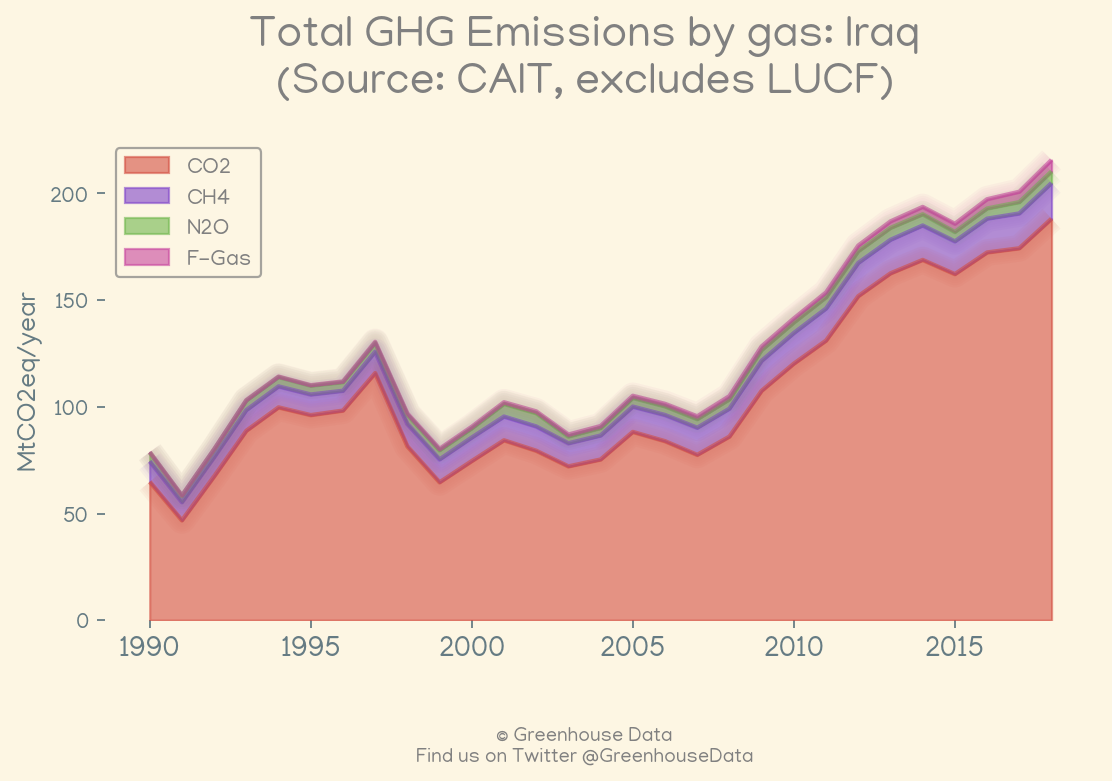 Total GHG Emissions by gas: Iraq
(Source: CAIT, excludes LUCF)
CO2
CH4
N2O
F-Gas
MtCO2eq/year
200
150
100
50
0
1990 1995 2000 2005 2010 2015
© Greenhouse Data
Find us on Twitter @GreenhouseData